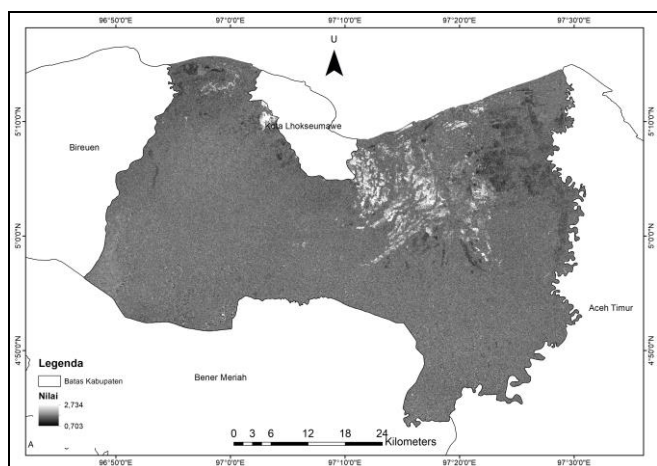 96°50'0"E 97°0'0"E 97°10'0"E 97°20'0"E 97°30'0"E
U
5°10'0"N 5°10'0"N
Kota Lhokseumawe
Bireuen
5°0'0"N 5°0'0"N
Aceh Timur
4°50'0"N 4°50'0"N
Bener Meriah
Legenda
Batas Kabupaten
Nilai
2,734
0,703
A
0 3 6 12 18 24
Kilometers
96°50'0"E 97°0'0"E 97°10'0"E 97°20'0"E 97°30'0"E